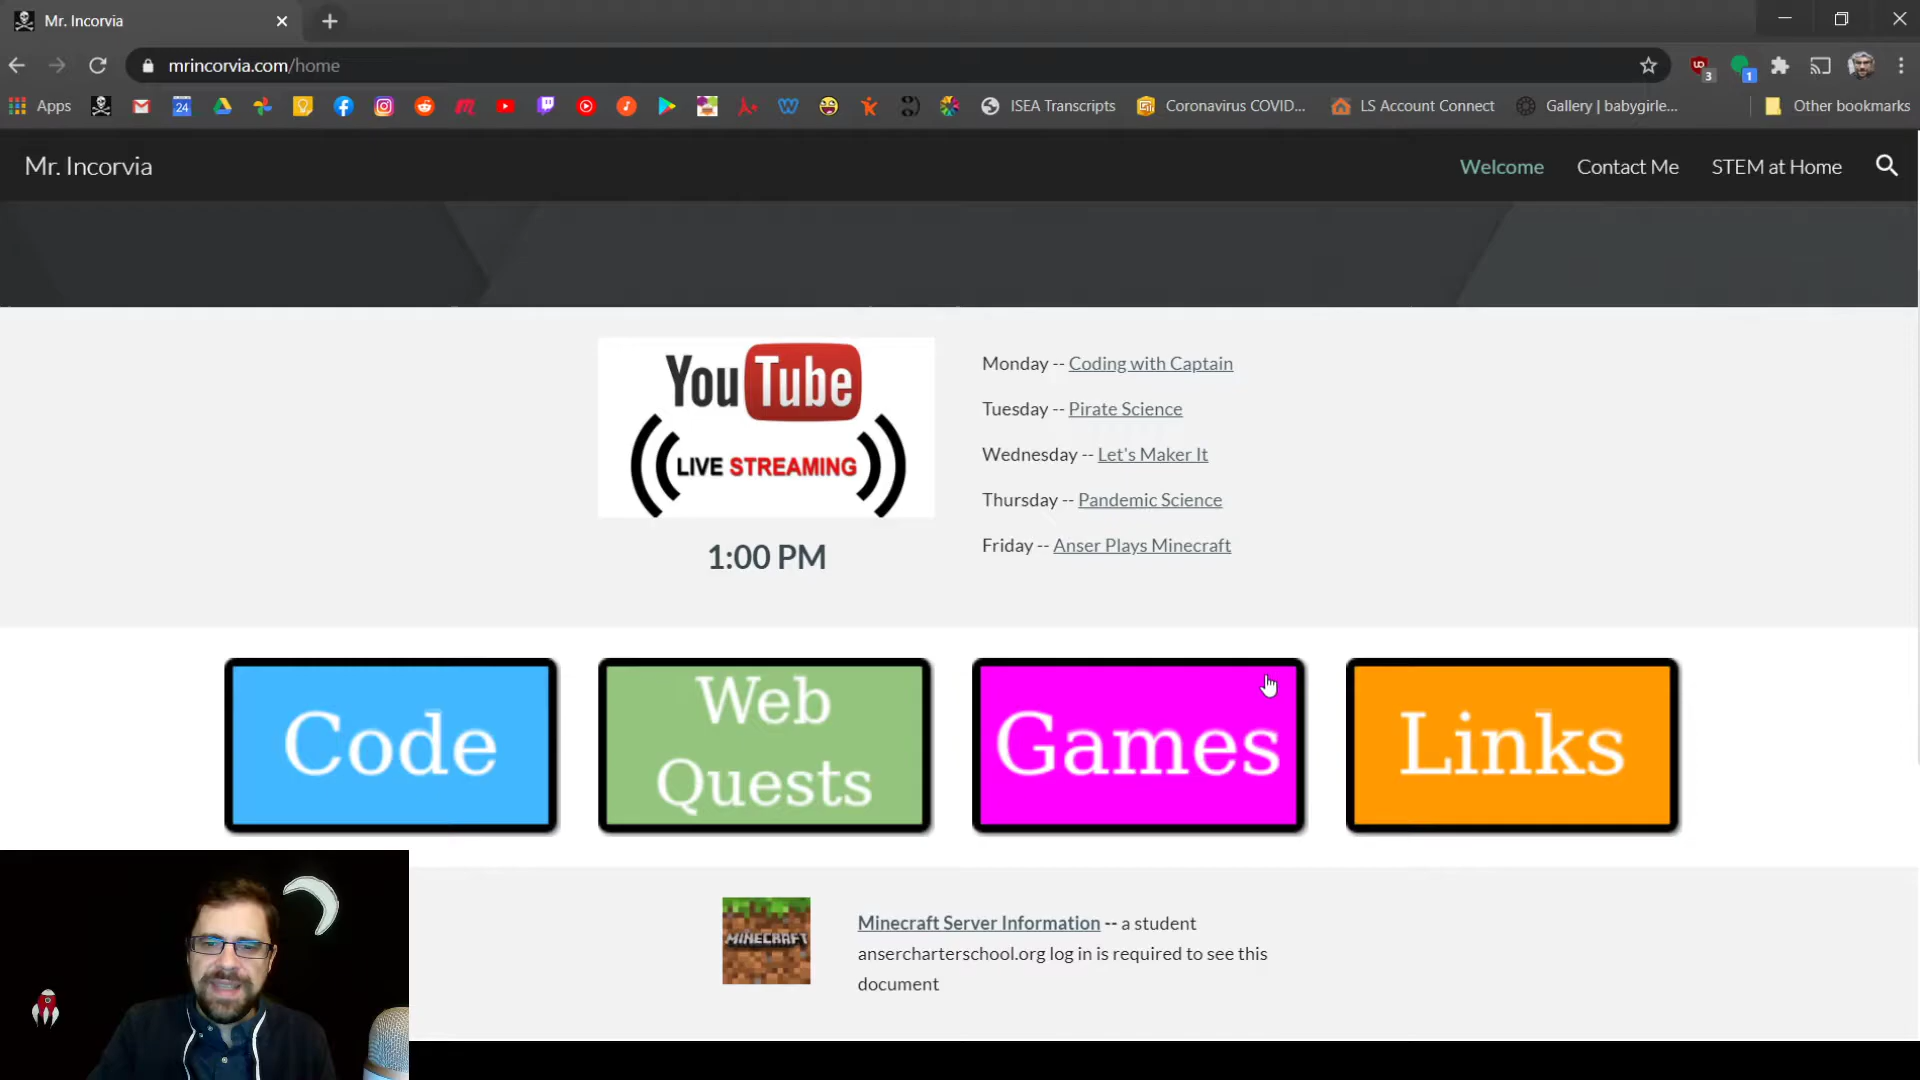 Mr. Incorvia
mrincorvia.com/home
3
1
Apps
24
ISEA Transcripts
Coronavirus COVID...
LS Account Connect
Gallery | babygirle...
Other bookmarks
Mr. Incorvia
Welcome
Contact Me
STEM at Home
You Tube
LIVE STREAMING
1:00 PM
Monday -- Coding with Captain
Tuesday -- Pirate Science
Wednesday -- Let's Maker It
Thursday -- Pandemic Science
Friday -- Anser Plays Minecraft
Code
Web
Quests
Games
Links
MINECRAFT
Minecraft Server Information -- a student
ansercharterschool.org log in is required to see this
document